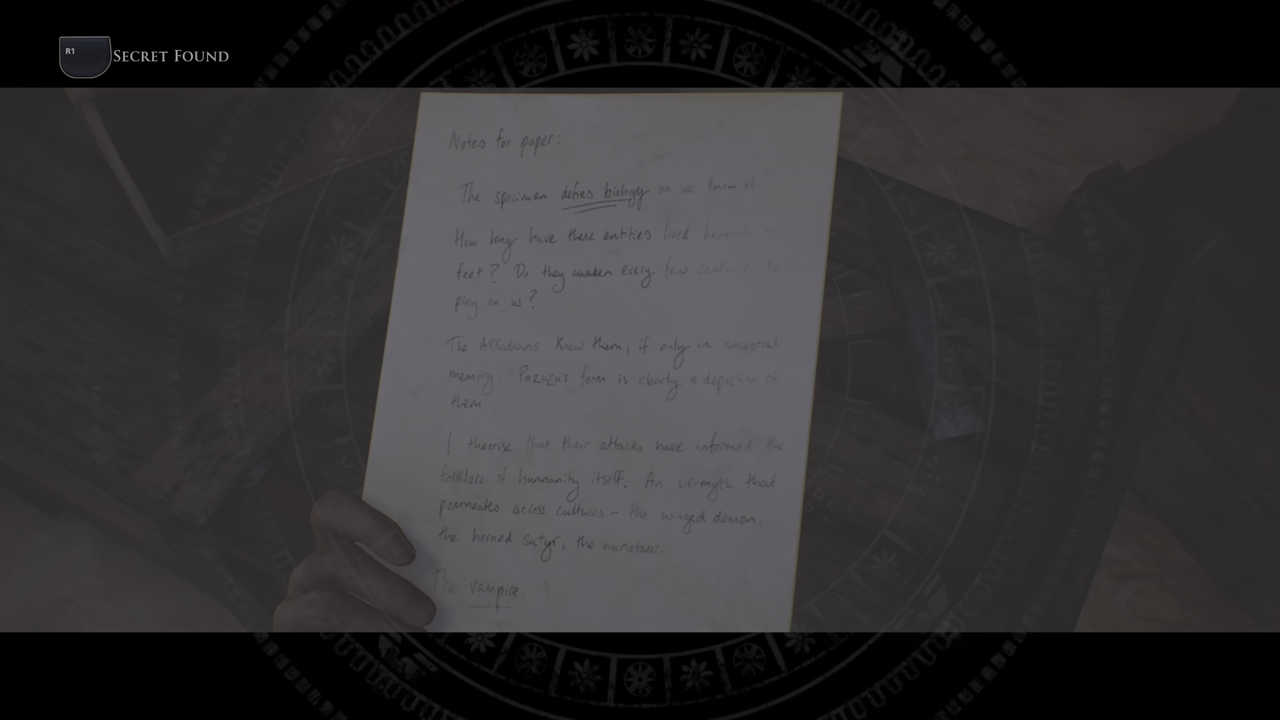 R1
Secret Found
Notes for paper:
The specimen defies biology as we know it.
How long have these entities lived beneath our
feet? Do they awaken every few centuries to
prey on us?
The Akkadians knew them, if only in ancestral
memory. Pazuzu's form is clearly a depiction of
them.
I theorise that their attacks have informed the
folklore of humanity itself. An ur-myth that
permeates across cultures - the winged demon,
the horned satyr, the minotaur.
The vampire.